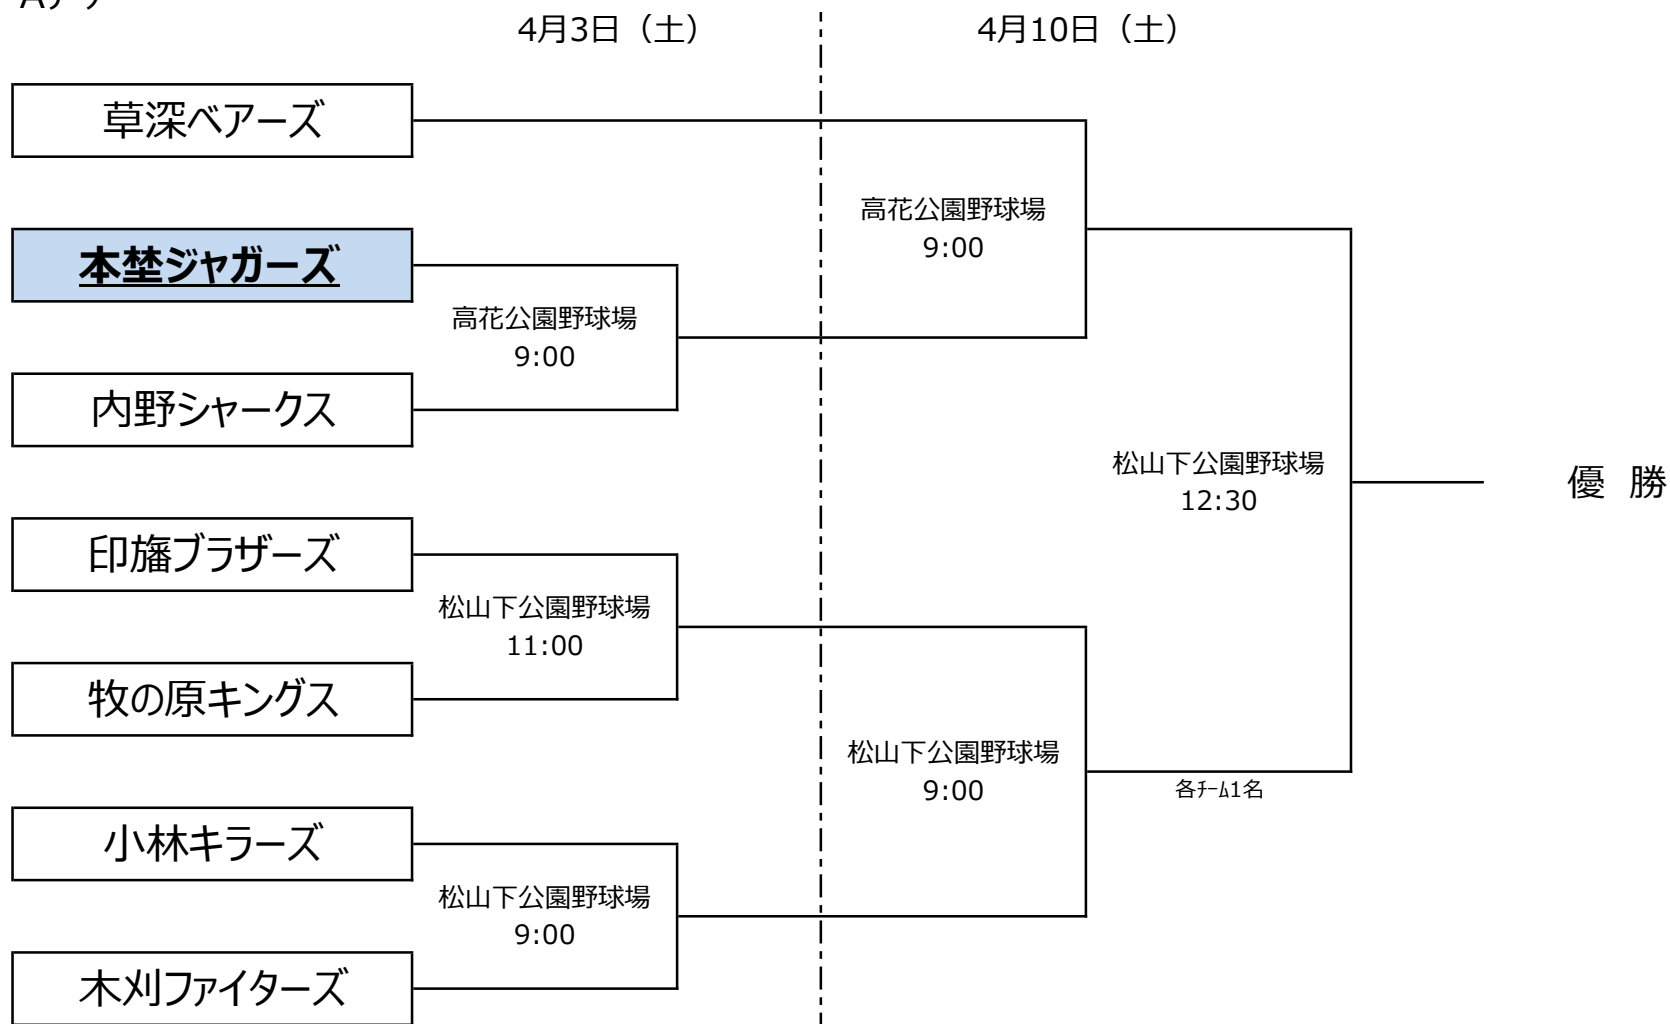 4月3日（土）
4月10日（土）
草深ベアーズ
高花公園野球場
9:00
本埜ジャガーズ
高花公園野球場
9:00
内野シャークス
松山下公園野球場
12:30
優 勝
印旛ブラザーズ
松山下公園野球場
11:00
牧の原キングス
松山下公園野球場
9:00
各ﾁｰﾑ1名
小林キラーズ
松山下公園野球場
9:00
木刈ファイターズ